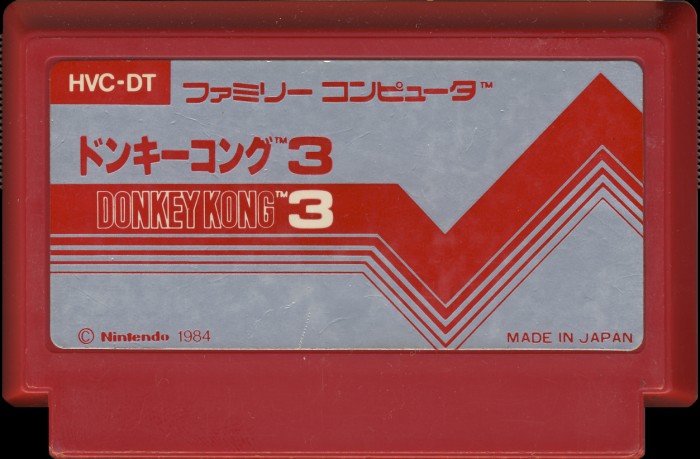 HVC-DT
ファミリー コンピュータ™
ドンキーコング™3
DONKEY KONG™3
© Nintendo 1984
MADE IN JAPAN